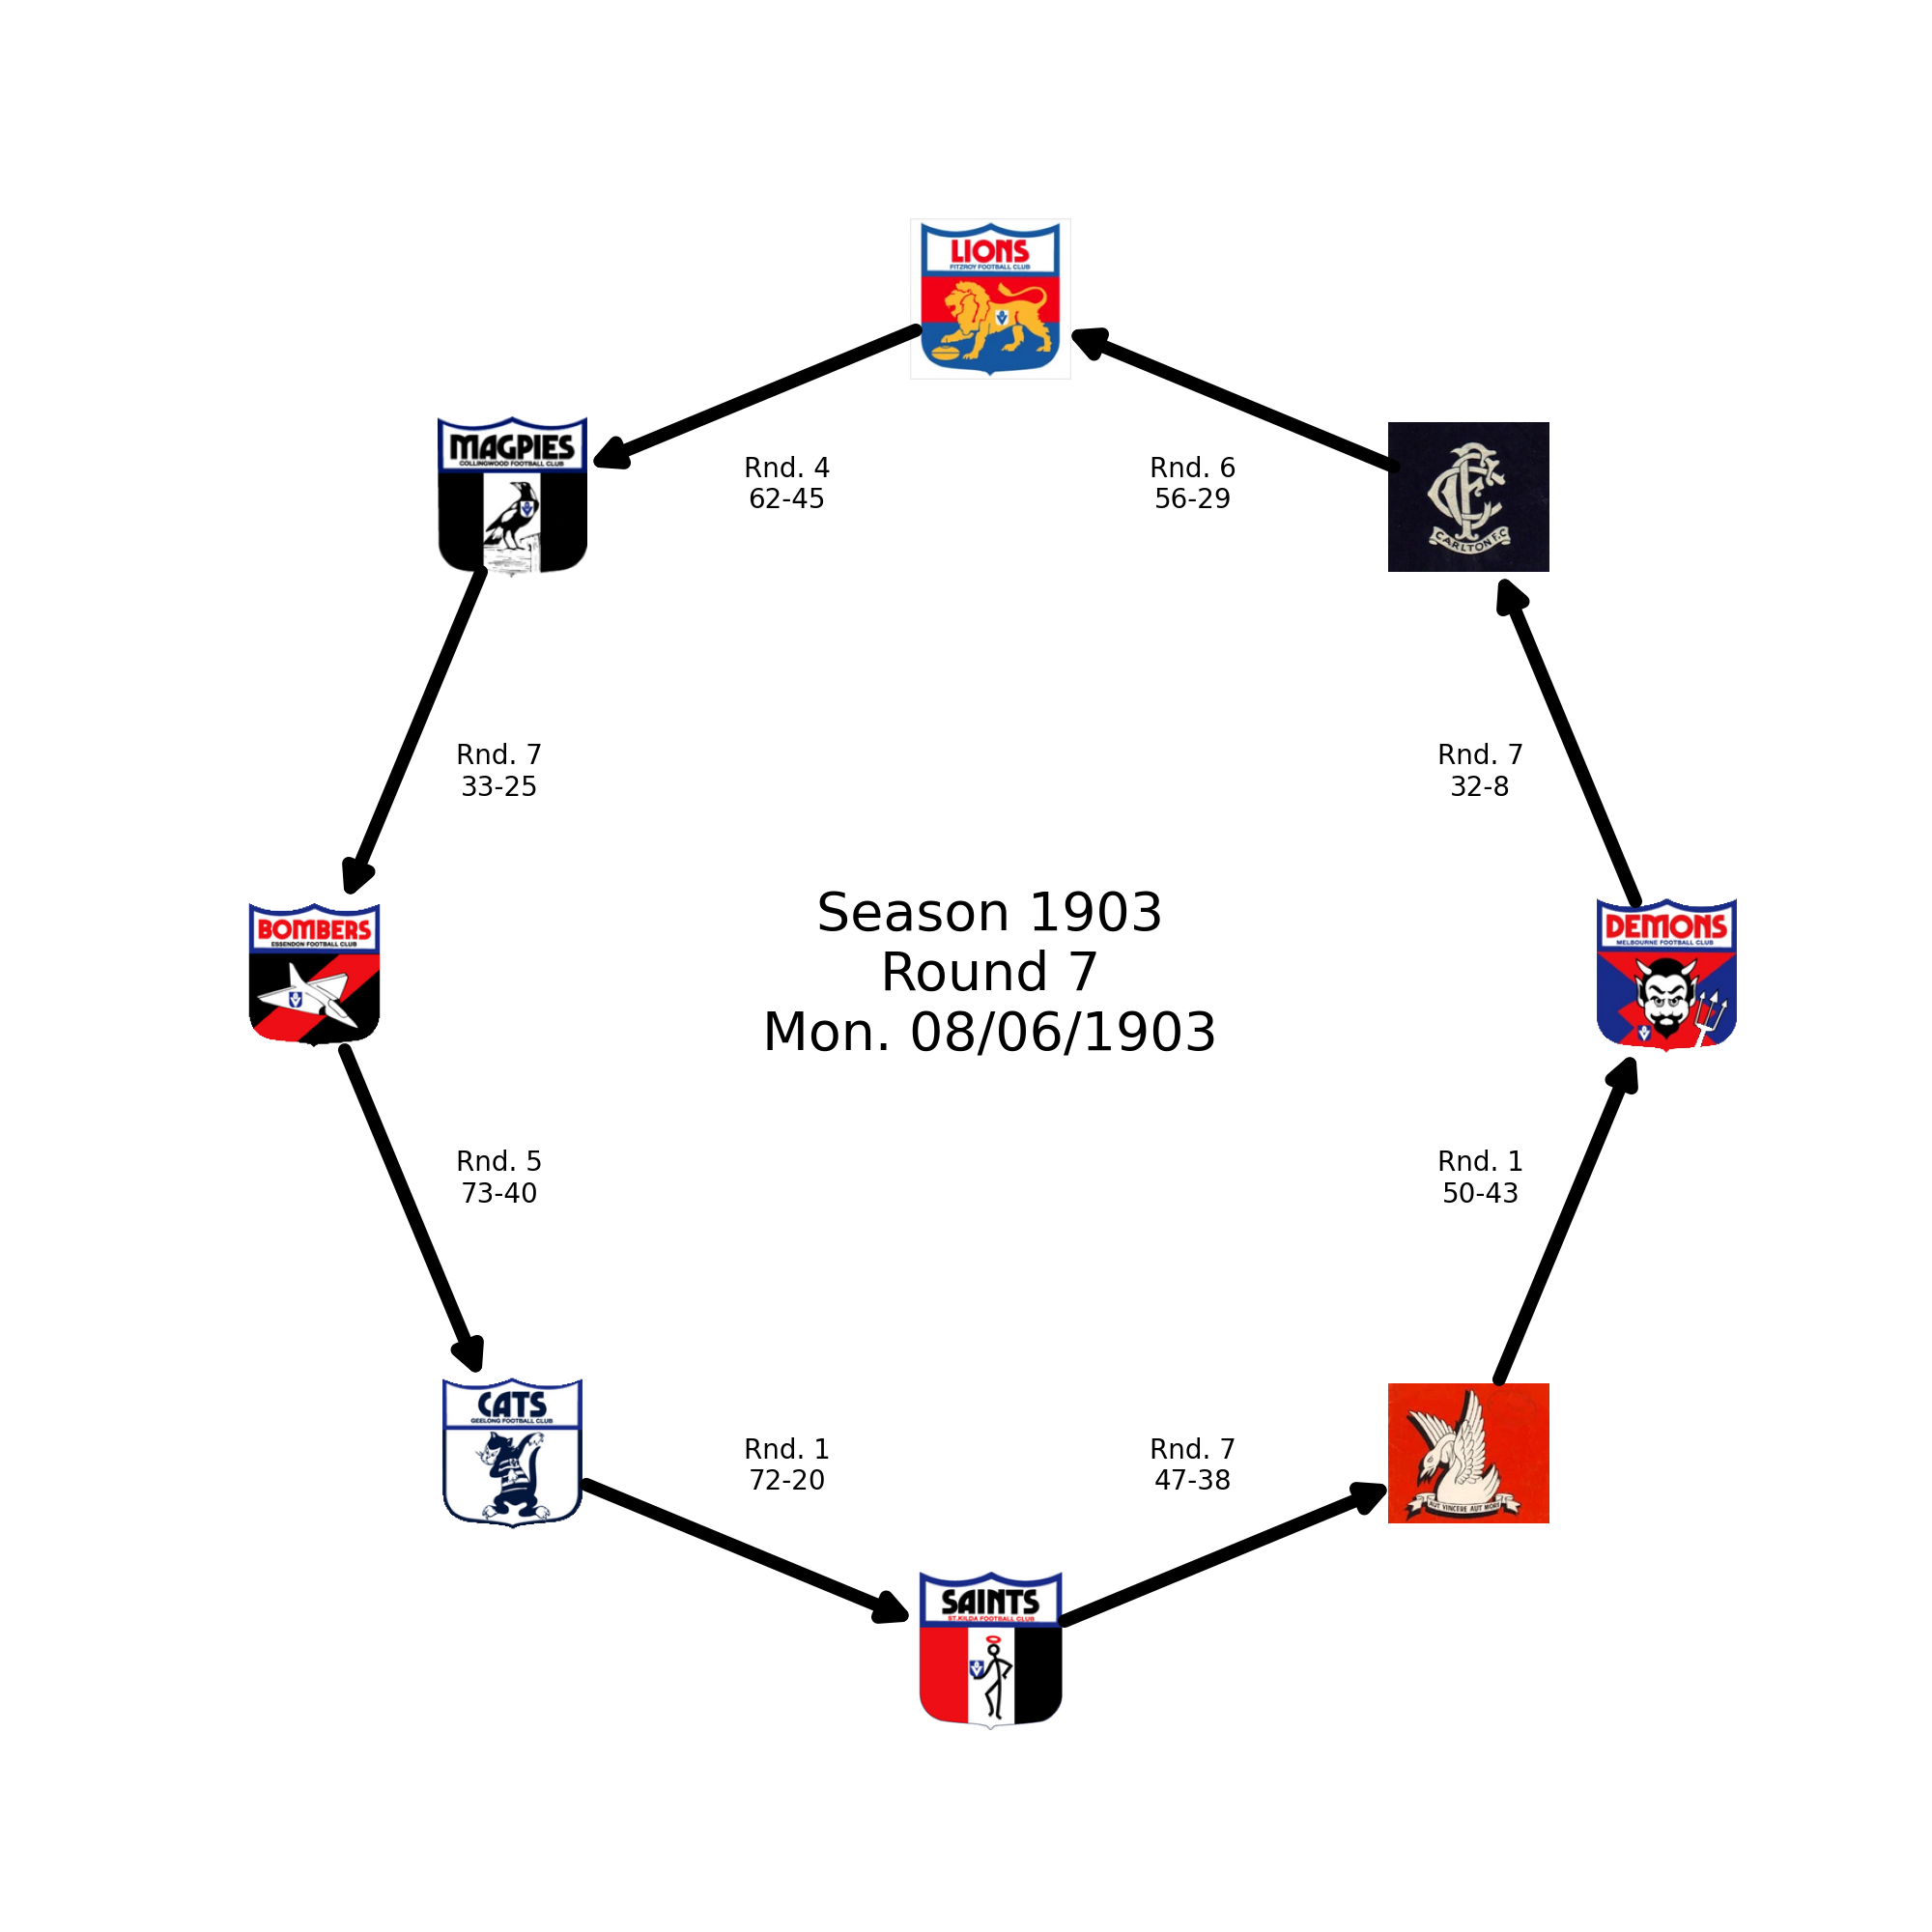 LIONS
FITZROY FOOTBALL CLUB
MAGPIES
COLLINGWOOD FOOTBALL CLUB
CFC
CARLTON F.C
Rnd. 4
62-45
Rnd. 6
56-29
Rnd. 7
33-25
Rnd. 7
32-8
BOMBERS
ESSENDON FOOTBALL CLUB
Season 1903
Round 7
Mon. 08/06/1903
DEMONS
MELBOURNE FOOTBALL CLUB
Rnd. 5
73-40
Rnd. 1
50-43
CATS
GEELONG FOOTBALL CLUB
Rnd. 1
72-20
Rnd. 7
47-38
AUT VINCERE AUT MORI
SAINTS
ST.KILDA FOOTBALL CLUB